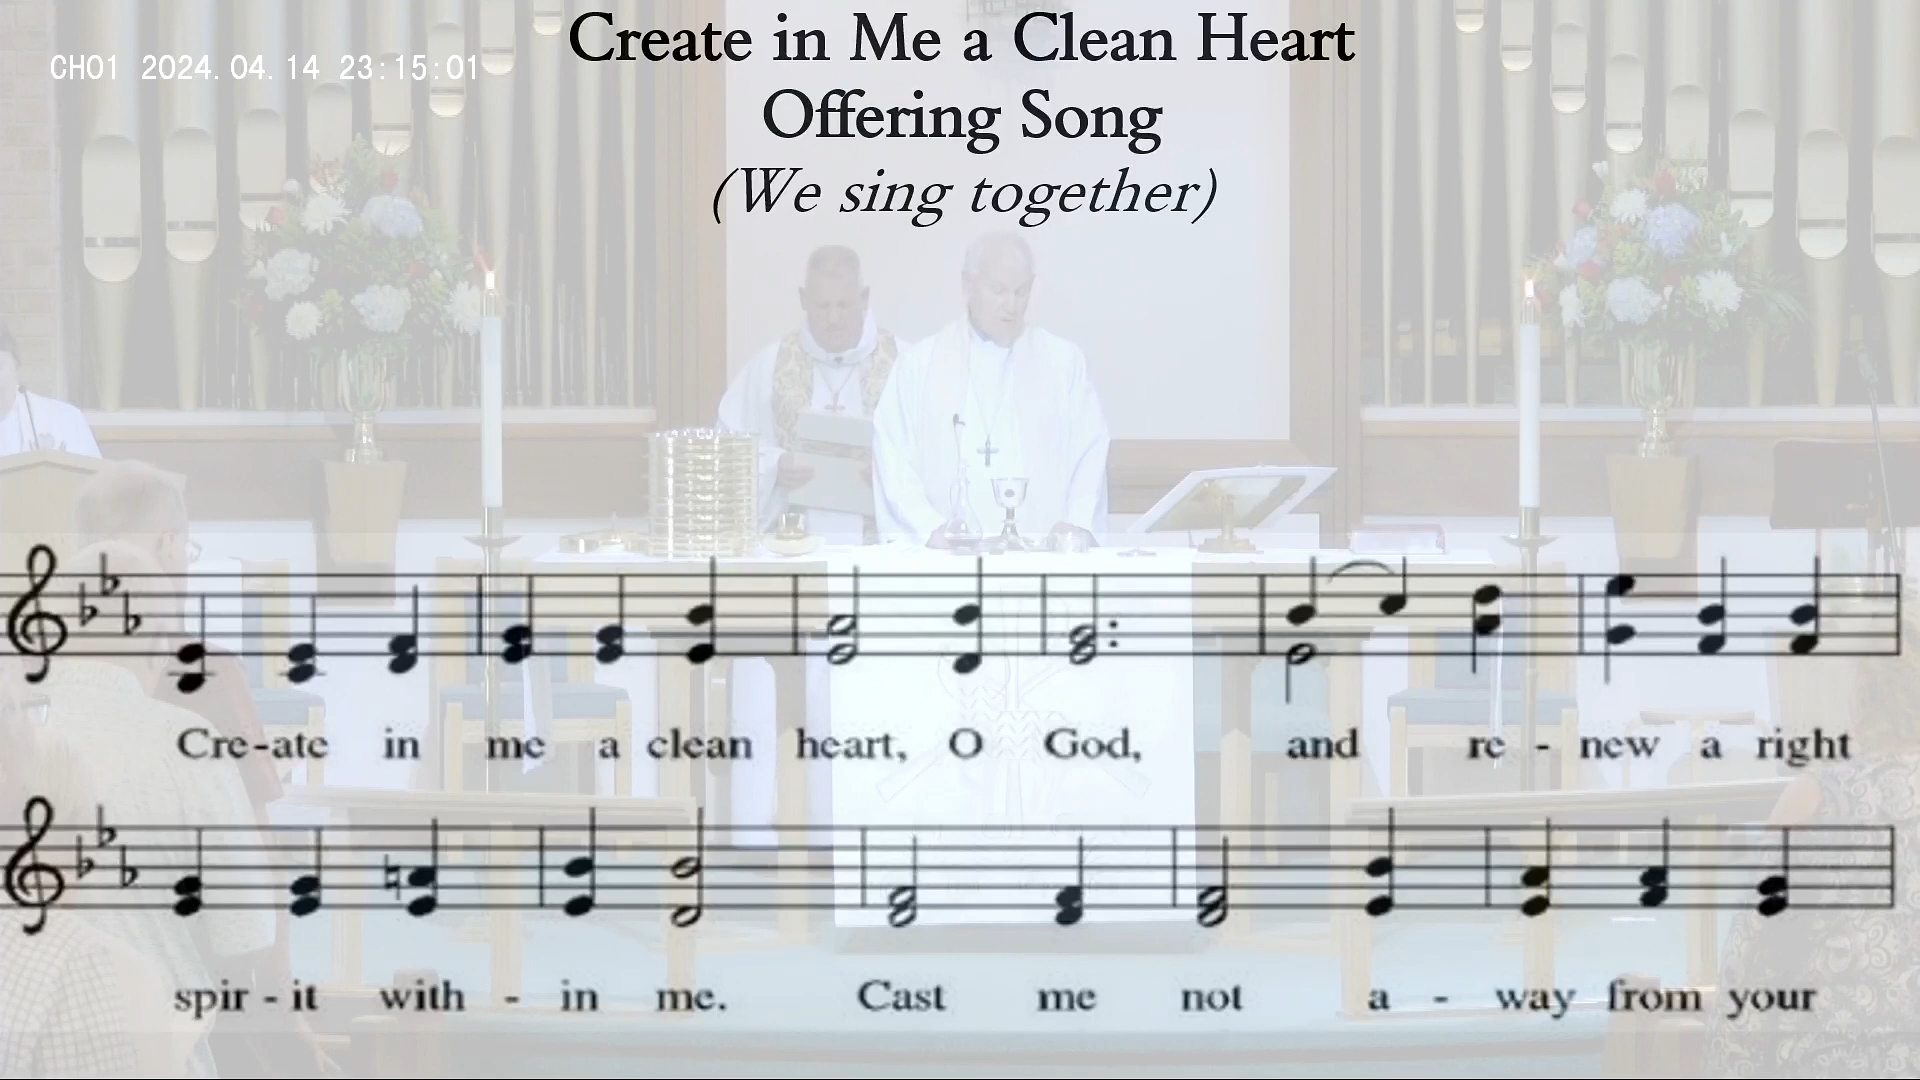 Create in Me a Clean Heart
CH01 2024.04.14 23:15:01
Offering Song
(We sing together)
Cre-ate in me a clean heart, O God, and re - new a right
spir - it with - in me. Cast me not a - way from your